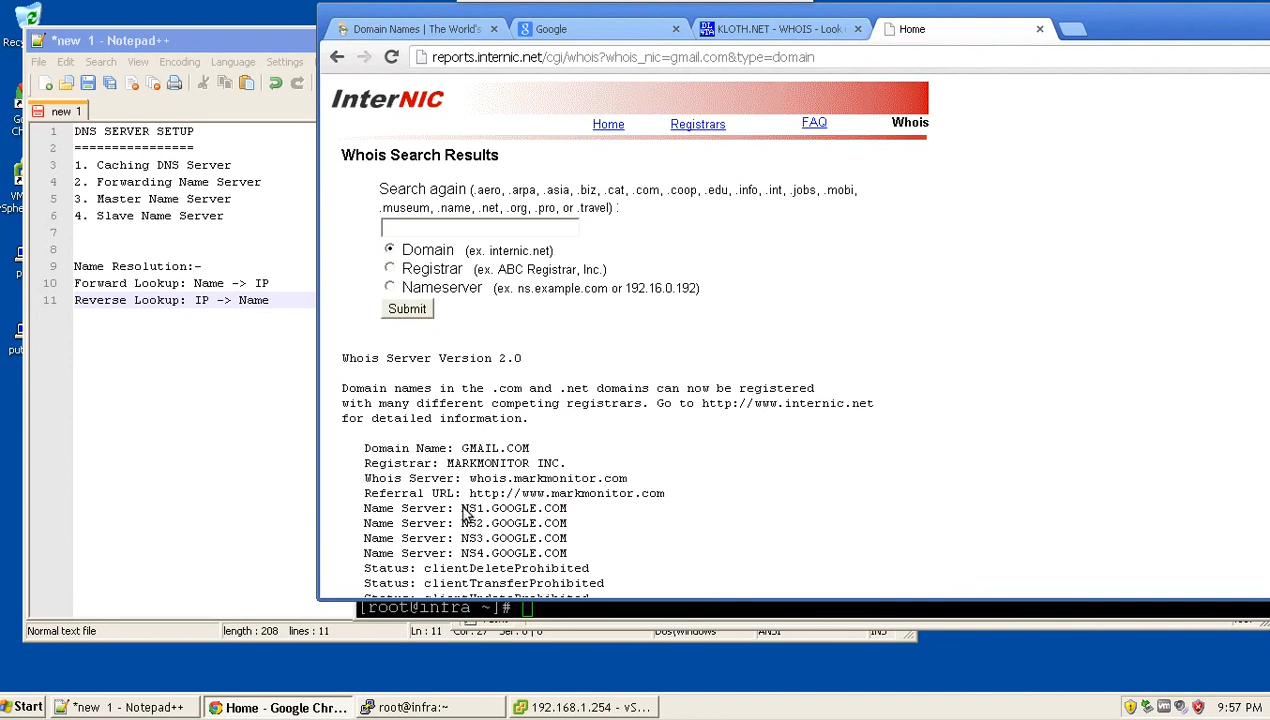 *new 1 - Notepad++
File Edit Search View Encoding Language Settings
new 1
1 DNS SERVER SETUP
2 ================
3 1. Caching DNS Server
4 2. Forwarding Name Server
5 3. Master Name Server
6 4. Slave Name Server
7
8
9 Name Resolution:-
10 Forward Lookup: Name -> IP
11 Reverse Lookup: IP -> Name
Domain Names | The World's
Google
KLOTH.NET - WHOIS - Look
Home
reports.internic.net/cgi/whois?whois_nic=gmail.com&type=domain
InterNIC
Home Registrars FAQ Whois
Whois Search Results
Search again (.aero, .arpa, .asia, .biz, .cat, .com, .coop, .edu, .info, .int, .jobs, .mobi,
.museum, .name, .net, .org, .pro, or .travel) :
Domain (ex. internic.net)
Registrar (ex. ABC Registrar, Inc.)
Nameserver (ex. ns.example.com or 192.16.0.192)
Submit
Whois Server Version 2.0
Domain names in the .com and .net domains can now be registered
with many different competing registrars. Go to http://www.internic.net
for detailed information.
Domain Name: GMAIL.COM
Registrar: MARKMONITOR INC.
Whois Server: whois.markmonitor.com
Referral URL: http://www.markmonitor.com
Name Server: NS1.GOOGLE.COM
Name Server: NS2.GOOGLE.COM
Name Server: NS3.GOOGLE.COM
Name Server: NS4.GOOGLE.COM
Status: clientDeleteProhibited
Status: clientTransferProhibited
Status: clientUpdateProhibited
[root@infra ~]#
Normal text file length : 208 lines : 11 Ln : 11 Col : 27 Sel : 0 | 0 Dos\Windows ANSI INS
Start
*new 1 - Notepad++
Home - Google Chr...
root@infra:~
192.168.1.254 - vS...
9:57 PM